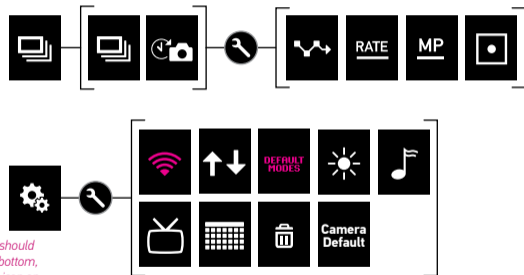 RATE
MP
DEFAULT
MODES
Camera
Default
should
bottom,